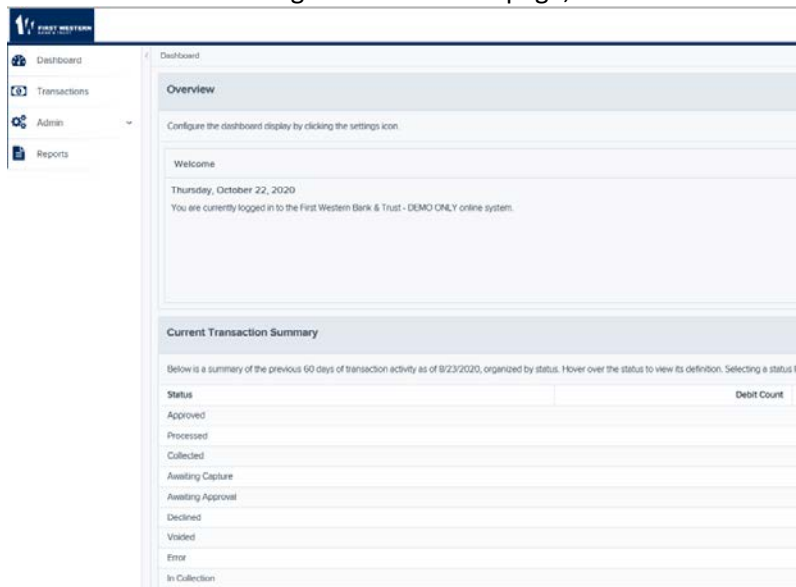 FIRST WESTERN
BANK & TRUST
Dashboard
Transactions
Admin
Reports
Dashboard
Overview
Configure the dashboard display by clicking the settings icon.
Welcome
Thursday, October 22, 2020
You are currently logged in to the First Western Bank & Trust - DEMO ONLY online system.
Current Transaction Summary
Below is a summary of the previous 60 days of transaction activity as of 8/23/2020, organized by status. Hover over the status to view its definition. Selecting a status
Status Debit Count
Approved
Processed
Collected
Awaiting Capture
Awaiting Approval
Declined
Voided
Error
In Collection